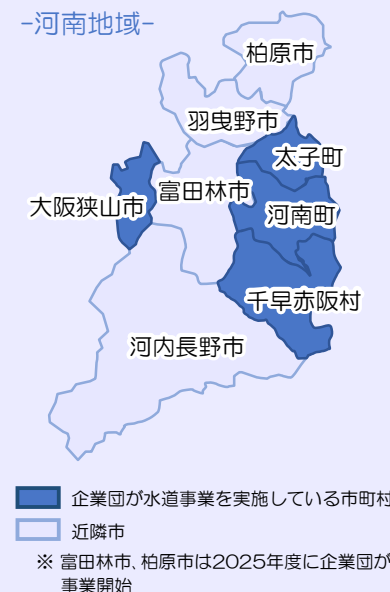 -河南地域-
柏原市
羽曳野市
太子町
富田林市
大阪狭山市
河南町
千早赤阪村
河内長野市
企業団が水道事業を実施している市町村
近隣市
※ 富田林市、柏原市は2025年度に企業団が
事業開始